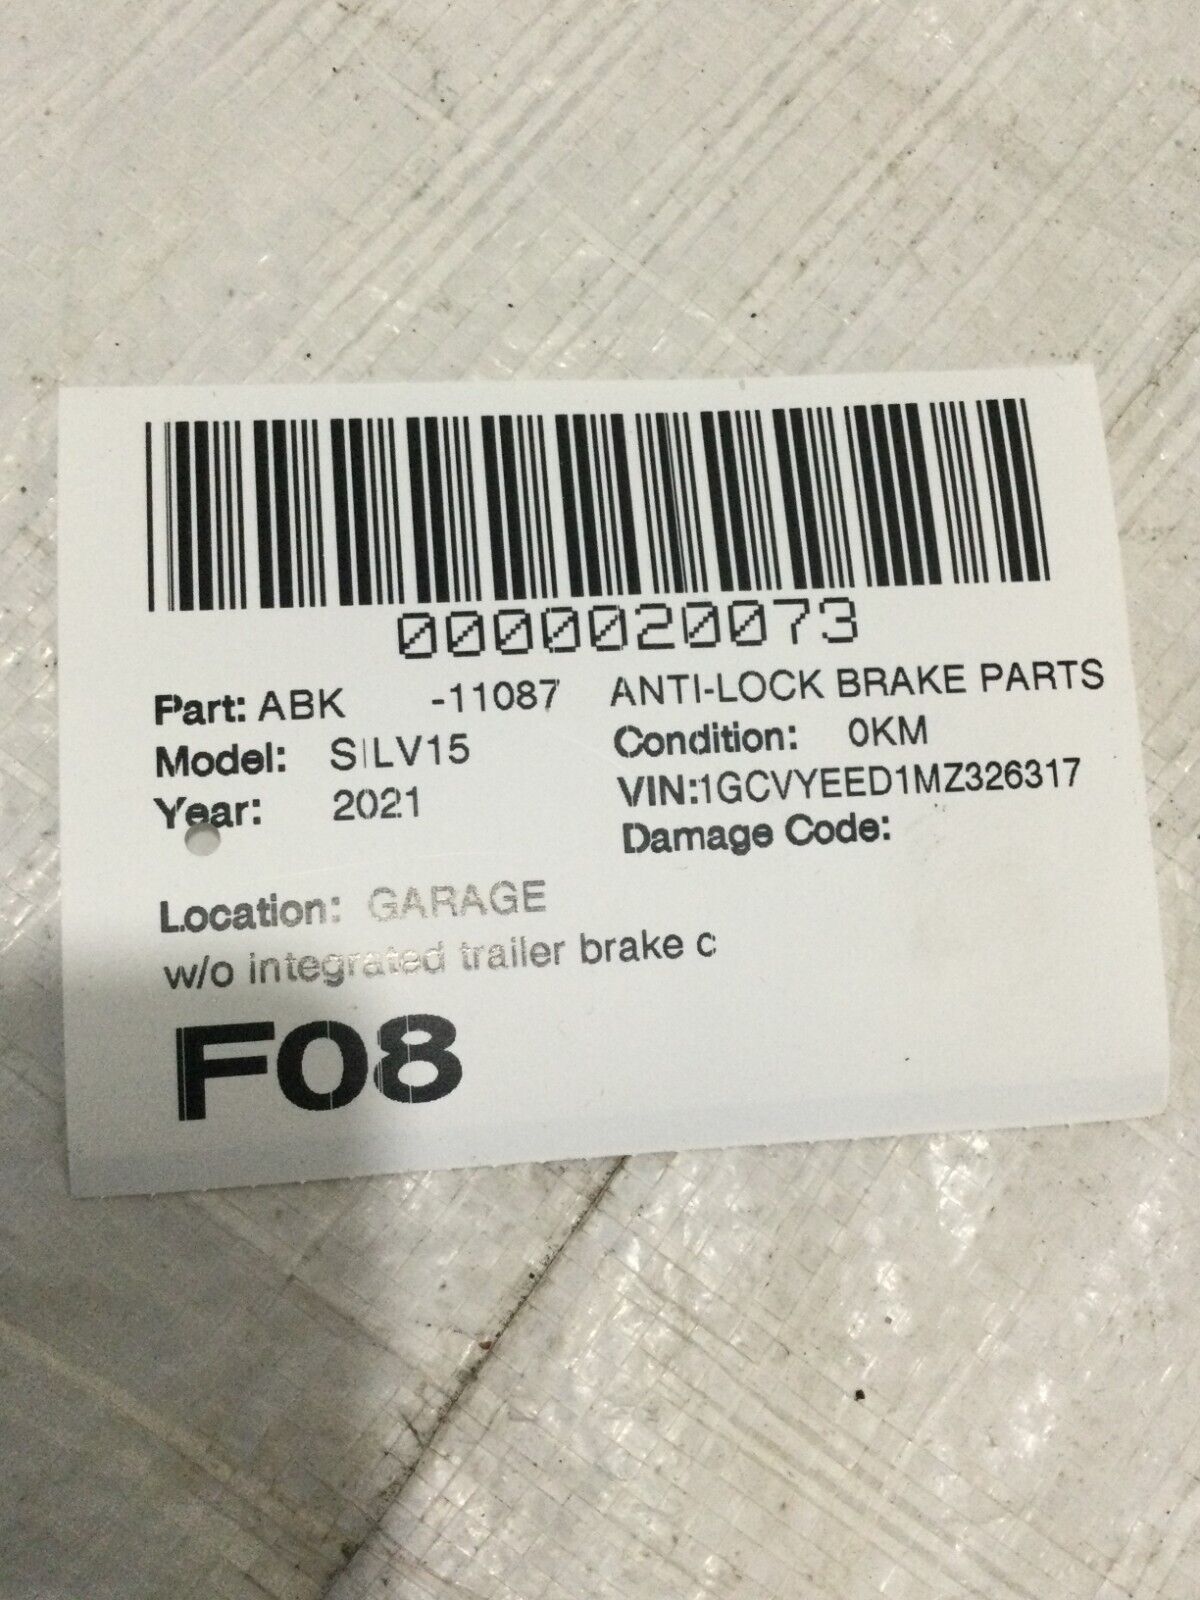 0000020073
Part: ABK -11087 ANTI-LOCK BRAKE PARTS
Model: SILV15 Condition: 0KM
Year: 2021 VIN:1GCVYEED1MZ326317
Damage Code:
Location: GARAGE
w/o integrated trailer brake c
F08